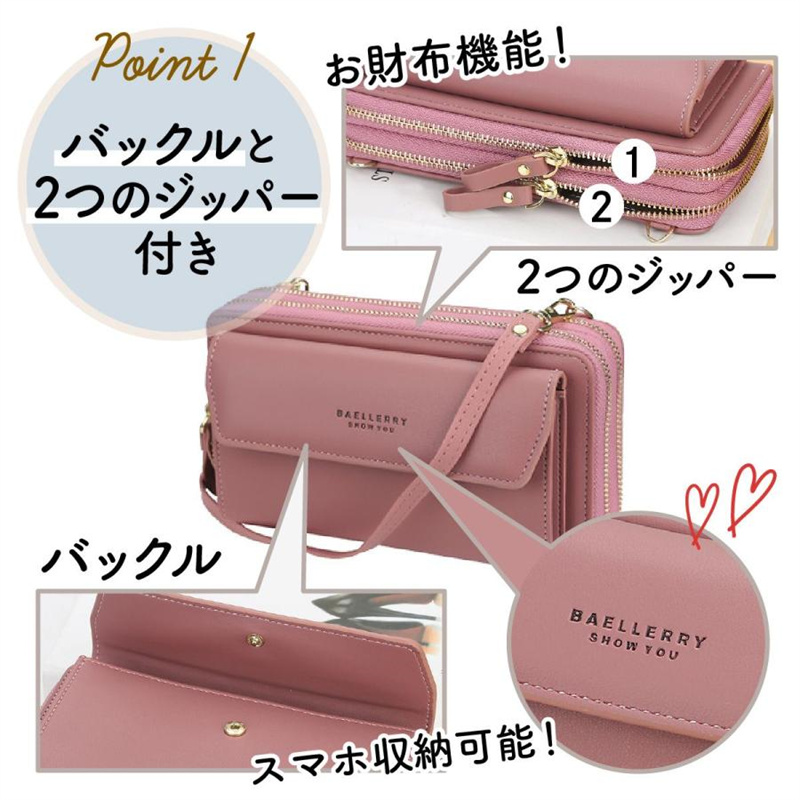 Point 1
バックルと
2つのジッパー
付き
お財布機能!
1
2
2つのジッパー
BAELLERRY
SHOW YOU
バックル
BAELLERRY
SHOW YOU
スマホ収納可能!